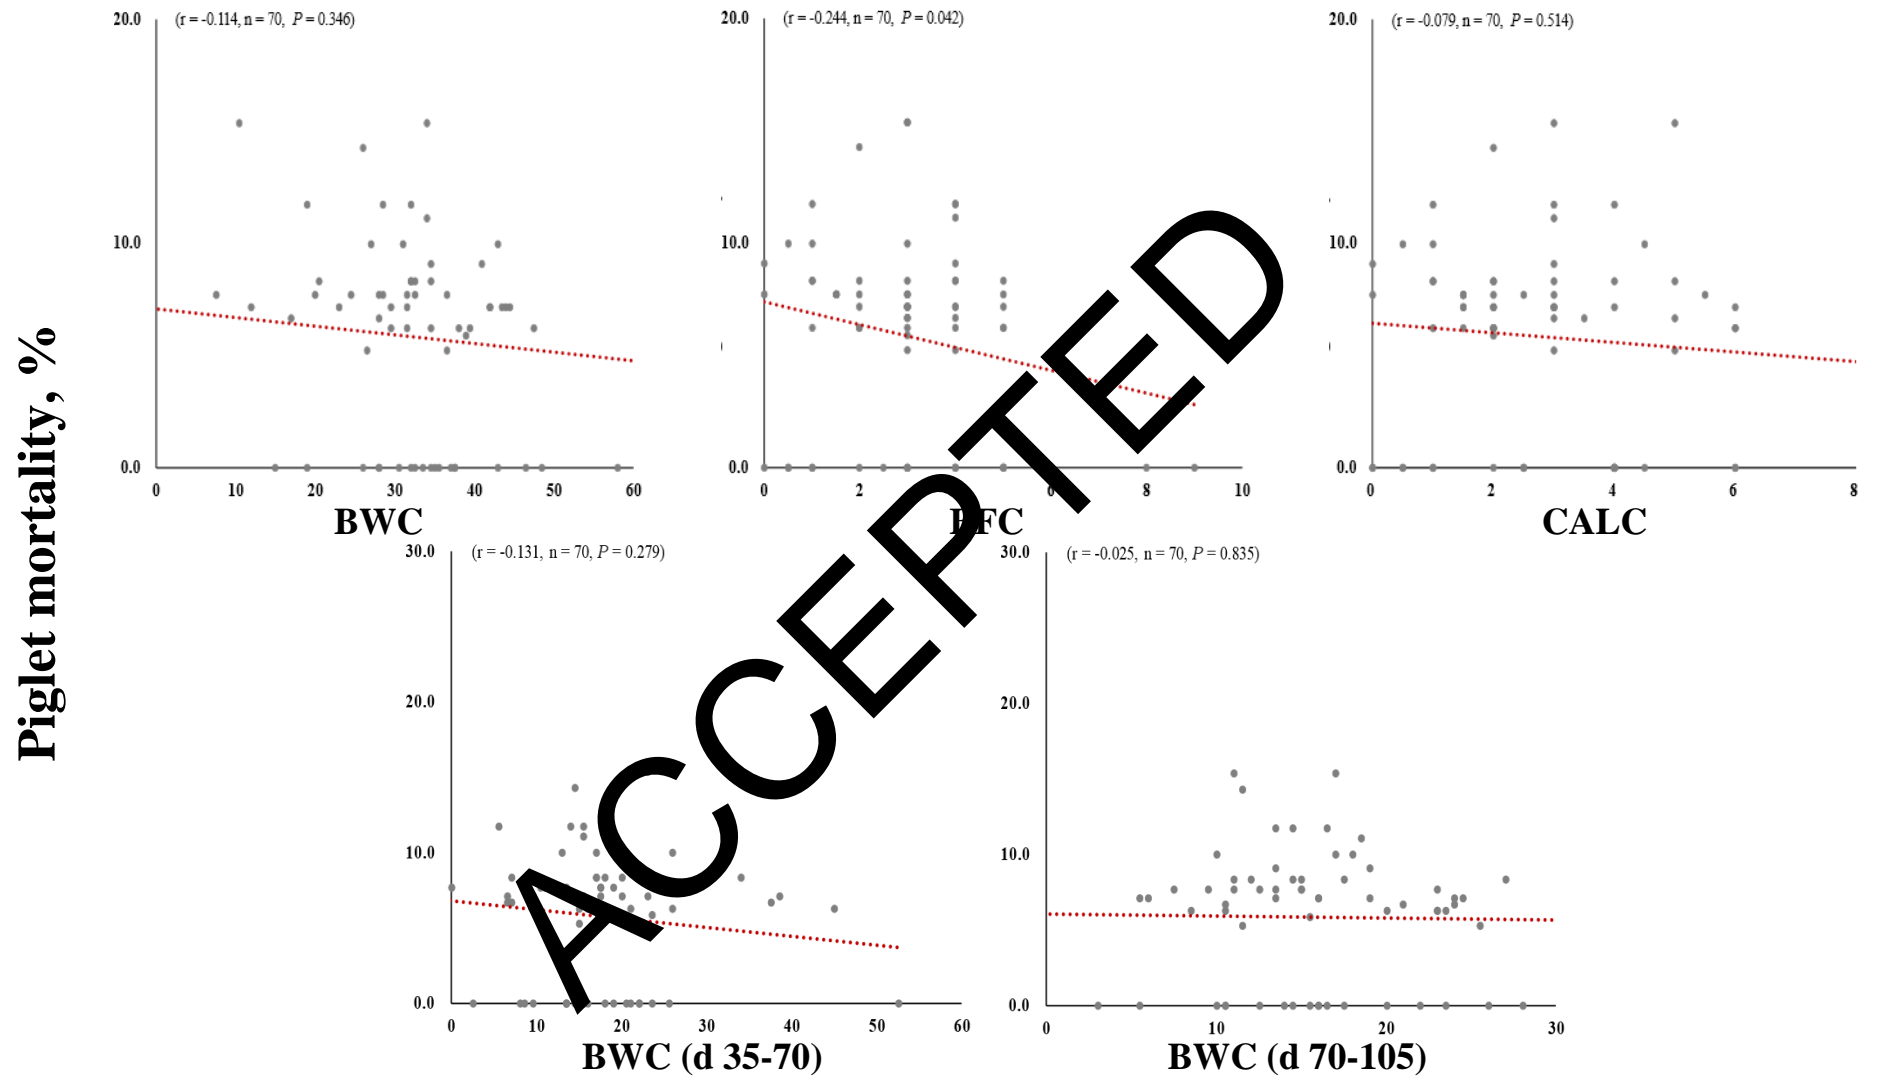 Piglet mortality, %
(r = -0.114, n = 70, P = 0.346)
20.0
10.0
0.0
0 10 20 30 40 50 60
BWC
(r = -0.244, n = 70, P = 0.042)
20.0
10.0
0.0
0 2 6 8 10
(r = -0.079, n = 70, P = 0.514)
20.0
10.0
0.0
0 2 4 6 8
CALC
(r = -0.131, n = 70, P = 0.279)
30.0
20.0
10.0
0.0
0 10 20 30 40 50 60
BWC (d 35-70)
(r = -0.025, n = 70, P = 0.835)
30.0
20.0
10.0
0.0
0 10 20 30
BWC (d 70-105)
ACCEPTED